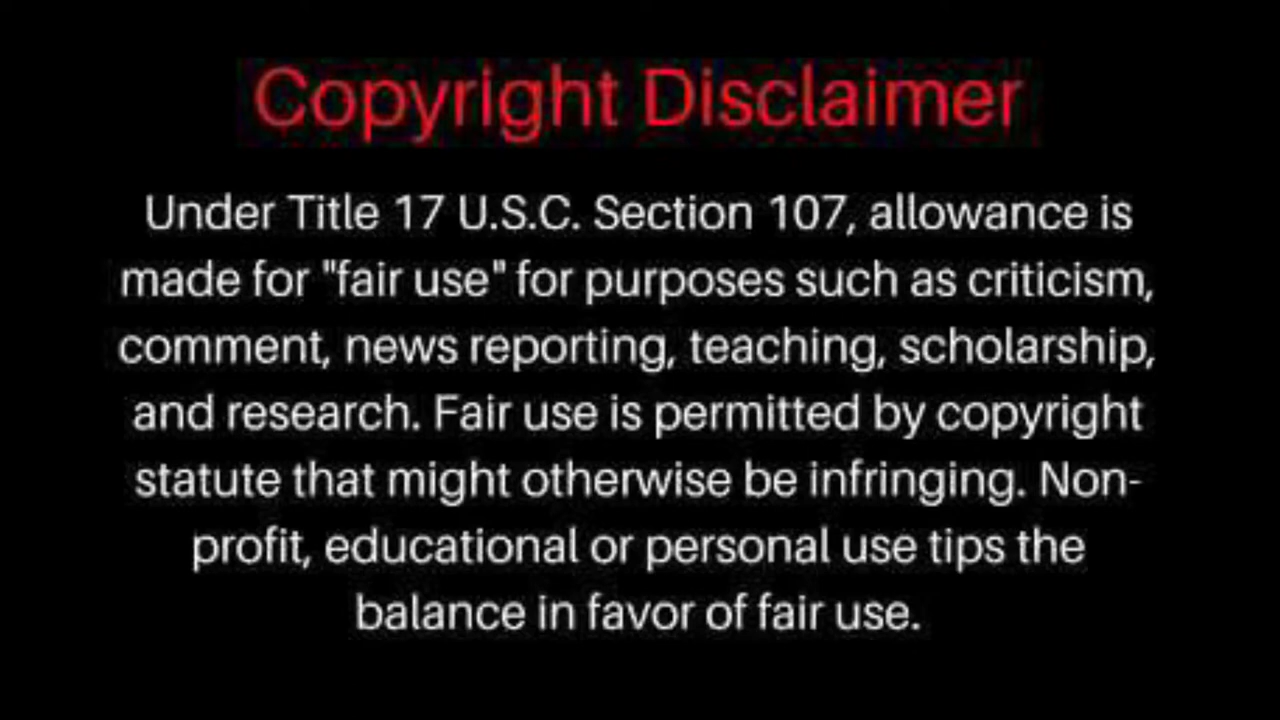 Copyright Disclaimer
Under Title 17 U.S.C. Section 107, allowance is
made for "fair use" for purposes such as criticism,
comment, news reporting, teaching, scholarship,
and research. Fair use is permitted by copyright
statute that might otherwise be infringing. Non-
profit, educational or personal use tips the
balance in favor of fair use.